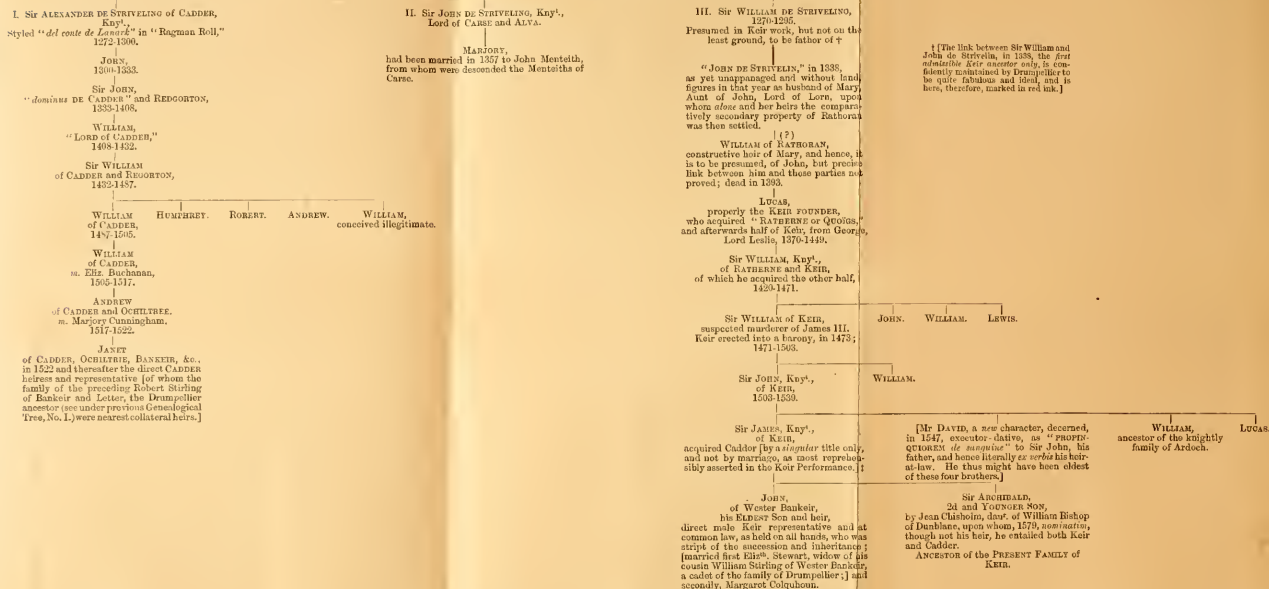 I. Sir ALEXANDER DE STRIVELING of CADDER,
Knyt.,
Styled "del conte de Lanark" in "Ragman Roll,"
1272-1300.
JOHN,
1300-1333.
Sir JOHN,
"dominus DE CADDER" and REDGORTON,
1333-1408.
WILLIAM,
"LORD of CADDER,"
1408-1432.
Sir WILLIAM
of CADDER and REGORTON,
1432-1487.
WILLIAM
of CADDER,
1487-1505.
HUMPHREY.
ROBERT.
ANDREW.
WILLIAM,
conceived illegitimate.
WILLIAM
of CADDER,
m. Eliz. Buchanan,
1505-1517.
ANDREW
of CADDER and OCHILTREE,
m. Marjory Cunningham,
1517-1522.
JANET
of CADDER, OCHILTRIE, BANKEIR, &c.,
in 1522 and thereafter the direct CADDER
heiress and representative [of whom the
family of the preceding Robert Stirling
of Bankeir and Letter, the Drumpellier
ancestor (see under previous Genealogical
Tree, No. I.) were nearest collateral heirs.]
II. Sir JOHN DE STRIVELING, Knyt.,
Lord of CARSE and ALVA.
MARJORY,
had been married in 1357 to John Menteith,
from whom were descended the Menteiths of
Carse.
III. Sir WILLIAM DE STRIVELING,
1270-1295.
Presumed in Keir work, but not on the
least ground, to be father of †
"JOHN DE STRIVELIN," in 1338,
as yet unappanaged and without land,
figures in that year as husband of Mary,
Aunt of John, Lord of Lorn, upon
whom alone and her heirs the compara-
tively secondary property of Rathoran
was then settled.
(?)
WILLIAM of RATHORAN,
constructive heir of Mary, and hence, it
is to be presumed, of John, but precise
link between him and those parties not
proved; dead in 1393.
LUCAS,
properly the KEIR FOUNDER,
who acquired "RATHERNE or QUOIGS,"
and afterwards half of Keir, from George,
Lord Leslie, 1370-1449.
Sir WILLIAM, Knyt.,
of RATHERNE and KEIR,
of which he acquired the other half,
1420-1471.
Sir WILLIAM of KEIR,
suspected murderer of James III.
Keir erected into a barony, in 1473;
1471-1503.
JOHN.
WILLIAM.
LEWIS.
Sir JOHN, Knyt.,
of KEIR,
1503-1539.
WILLIAM.
Sir JAMES, Knyt.,
of KEIR,
acquired Caddor [by a singular title only,
and not by marriage, as most reprehen-
sibly asserted in the Keir Performance.] ‡
[Mr DAVID, a new character, decerned,
in 1547, executor-dative, as "PROPIN-
QUIOREM de sanguine" to Sir John, his
father, and hence literally ex verbis his heir-
at-law. He thus might have been eldest
of these four brothers.]
WILLIAM,
ancestor of the knightly
family of Ardoch.
LUCAS.
JOHN,
of Wester Bankeir,
his ELDEST Son and heir,
direct male Keir representative and at
common law, as held on all hands, who was
stript of the succession and inheritance;
[married first Elizth. Stewart, widow of his
cousin William Stirling of Wester Bankeir,
a cadet of the family of Drumpellier;] and
secondly, Margaret Colquhoun.
Sir ARCHIBALD,
2d and YOUNGER SON,
by Jean Chisholm, daur. of William Bishop
of Dunblane, upon whom, 1579, nominatim,
though not his heir, he entailed both Keir
and Cadder.
ANCESTOR of the PRESENT FAMILY of
KEIR.
† [The link between Sir William and
John de Strivelin, in 1338, the first
admissible Keir ancestor only, is con-
fidently maintained by Drumpellier to
be quite fabulous and ideal, and is
here, therefore, marked in red ink.]